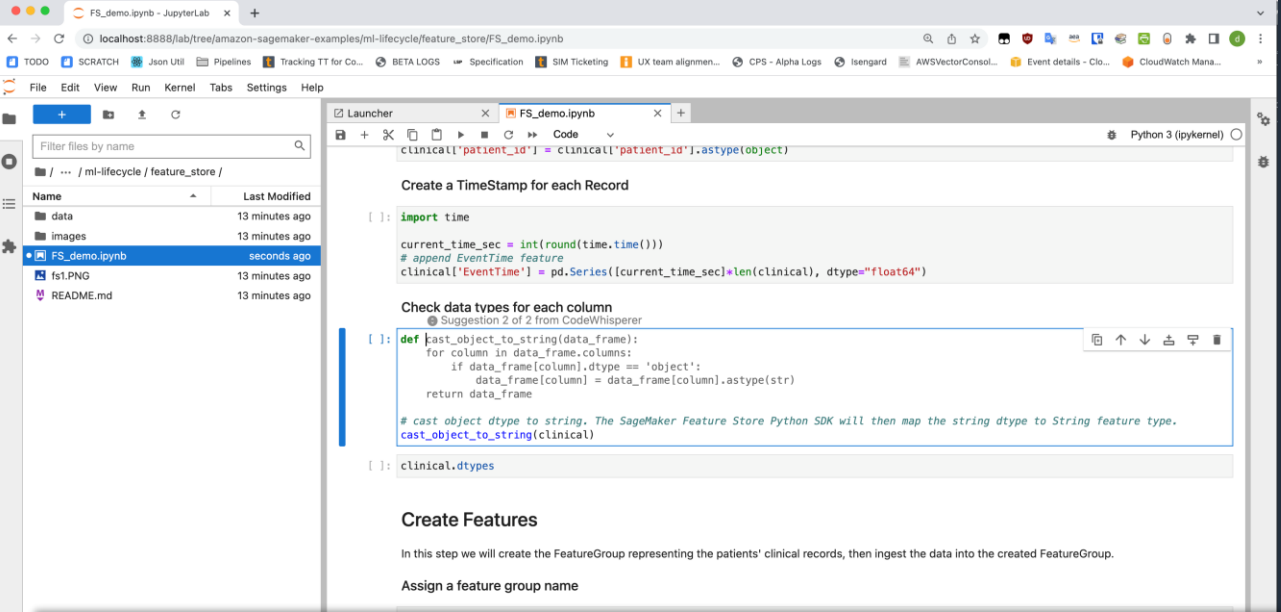 FS_demo.ipynb - JupyterLab
localhost:8888/lab/tree/amazon-sagemaker-examples/ml-lifecycle/feature_store/FS_demo.ipynb
TODO SCRATCH Json Util Pipelines Tracking TT for Co... BETA LOGS Specification SIM Ticketing UX team alignmen... CPS - Alpha Logs Isengard AWSVectorConsol... Event details - Clo... CloudWatch Mana... »
File Edit View Run Kernel Tabs Settings Help
Launcher
FS_demo.ipynb
Code
Python 3 (ipykernel)
Filter files by name
/ ... / ml-lifecycle / feature_store /
Name Last Modified
data 13 minutes ago
images 13 minutes ago
FS_demo.ipynb seconds ago
fs1.PNG 13 minutes ago
README.md 13 minutes ago
clinical['patient_id'] = clinical['patient_id'].astype(object)
Create a TimeStamp for each Record
[ ]: import time
current_time_sec = int(round(time.time()))
# append EventTime feature
clinical['EventTime'] = pd.Series([current_time_sec]*len(clinical), dtype="float64")
Check data types for each column
Suggestion 2 of 2 from CodeWhisperer
[ ]: def cast_object_to_string(data_frame):
for column in data_frame.columns:
if data_frame[column].dtype == 'object':
data_frame[column] = data_frame[column].astype(str)
return data_frame
# cast object dtype to string. The SageMaker Feature Store Python SDK will then map the string dtype to String feature type.
cast_object_to_string(clinical)
[ ]: clinical.dtypes
Create Features
In this step we will create the FeatureGroup representing the patients' clinical records, then ingest the data into the created FeatureGroup.
Assign a feature group name